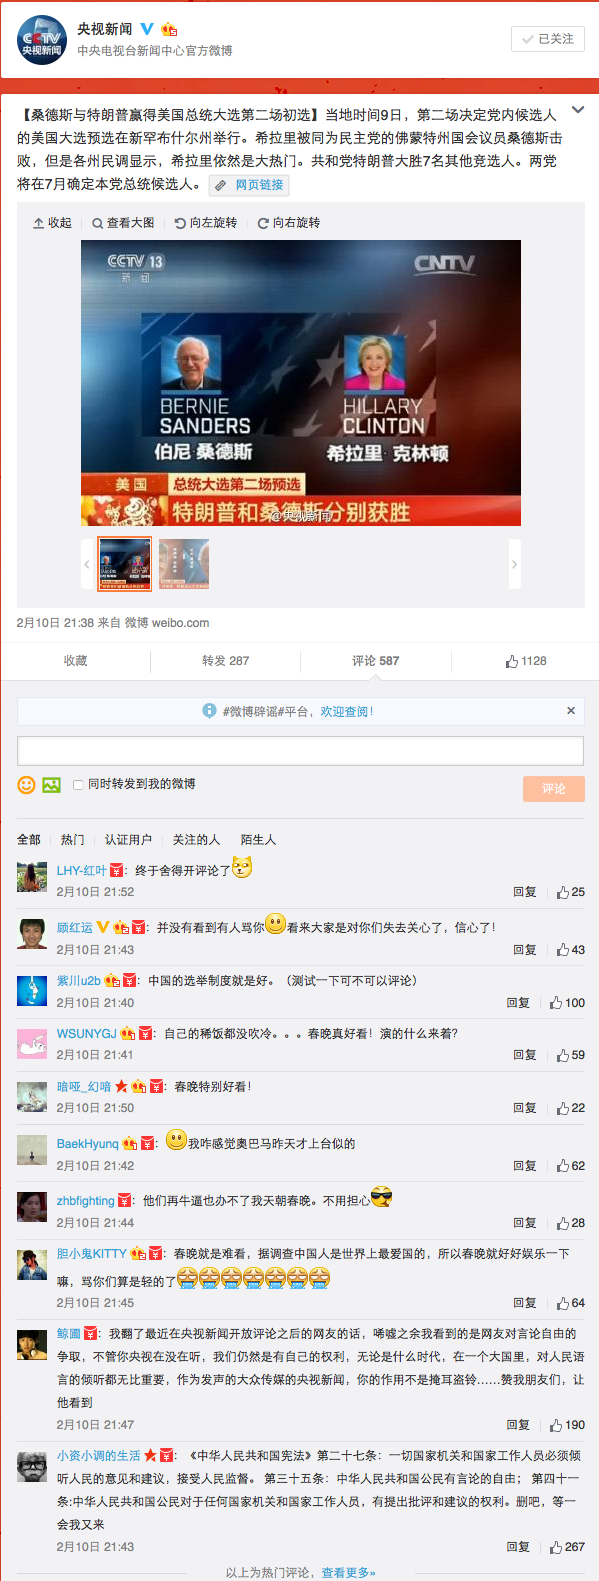 CCTV
央视新闻
央视新闻
中央电视台新闻中心官方微博
已关注
【桑德斯与特朗普赢得美国总统大选第二场初选】当地时间9日，第二场决定党内候选人
的美国大选预选在新罕布什尔州举行。希拉里被同为民主党的佛蒙特州国会议员桑德斯击
败，但是各州民调显示，希拉里依然是大热门。共和党特朗普大胜7名其他竞选人。两党
将在7月确定本党总统候选人。 网页链接
收起 查看大图 向左旋转 向右旋转
CCTV 13 CNTV
新闻
BERNIE HILLARY
SANDERS CLINTON
伯尼·桑德斯 希拉里·克林顿
美国 总统大选第二场预选
特朗普和桑德斯分别获胜
@央视新闻
2月10日 21:38 来自 微博 weibo.com
收藏 转发 287 评论 587 1128
#微博辟谣#平台，欢迎查阅！ ×
同时转发到我的微博 评论
全部 热门 认证用户 关注的人 陌生人
LHY-红叶：终于舍得开评论了
2月10日 21:52 回复 25
顾红运：并没有看到有人骂你看来大家是对你们失去关心了，信心了！
2月10日 21:43 回复 43
紫川u2b：中国的选举制度就是好。（测试一下可不可以评论）
2月10日 21:40 回复 100
WSUNYGJ：自己的稀饭都没吹冷。。。春晚真好看！演的什么来着？
2月10日 21:41 回复 59
暗哑_幻喑：春晚特别好看！
2月10日 21:50 回复 22
BaekHyunq：我咋感觉奥巴马昨天才上台似的
2月10日 21:42 回复 62
zhbfighting：他们再牛逼也办不了我天朝春晚。不用担心
2月10日 21:44 回复 28
胆小鬼KITTY：春晚就是难看，据调查中国人是世界上最爱国的，所以春晚就好好娱乐一下
嘛，骂你们算是轻的了
2月10日 21:45 回复 64
鲸圃：我翻了最近在央视新闻开放评论之后的网友的话，唏嘘之余我看到的是网友对言论自由的
争取，不管你央视在没在听，我们仍然是有自己的权利，无论是什么时代，在一个大国里，对人民语
言的倾听都无比重要，作为发声的大众传媒的央视新闻，你的作用不是掩耳盗铃……赞我朋友们，让
他看到
2月10日 21:47 回复 190
小资小调的生活：《中华人民共和国宪法》第二十七条：一切国家机关和国家工作人员必须倾
听人民的意见和建议，接受人民监督。 第三十五条：中华人民共和国公民有言论的自由； 第四十一
条:中华人民共和国公民对于任何国家机关和国家工作人员，有提出批评和建议的权利。删吧，等一
会我又来
2月10日 21:43 回复 267
以上为热门评论，查看更多»